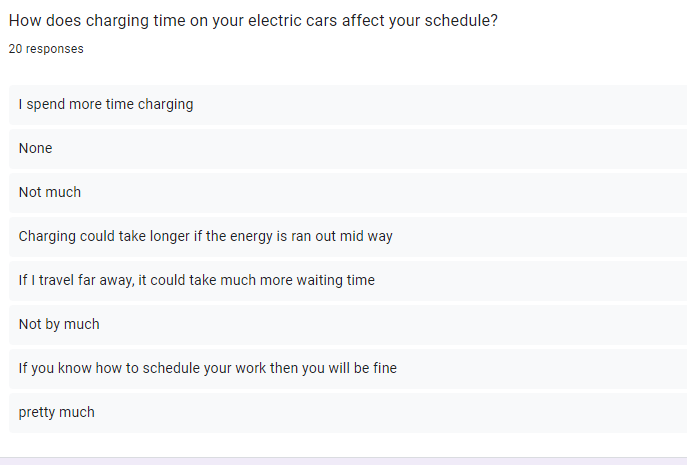 How does charging time on your electric cars affect your schedule?
20 responses
I spend more time charging
None
Not much
Charging could take longer if the energy is ran out mid way
If I travel far away, it could take much more waiting time
Not by much
If you know how to schedule your work then you will be fine
pretty much